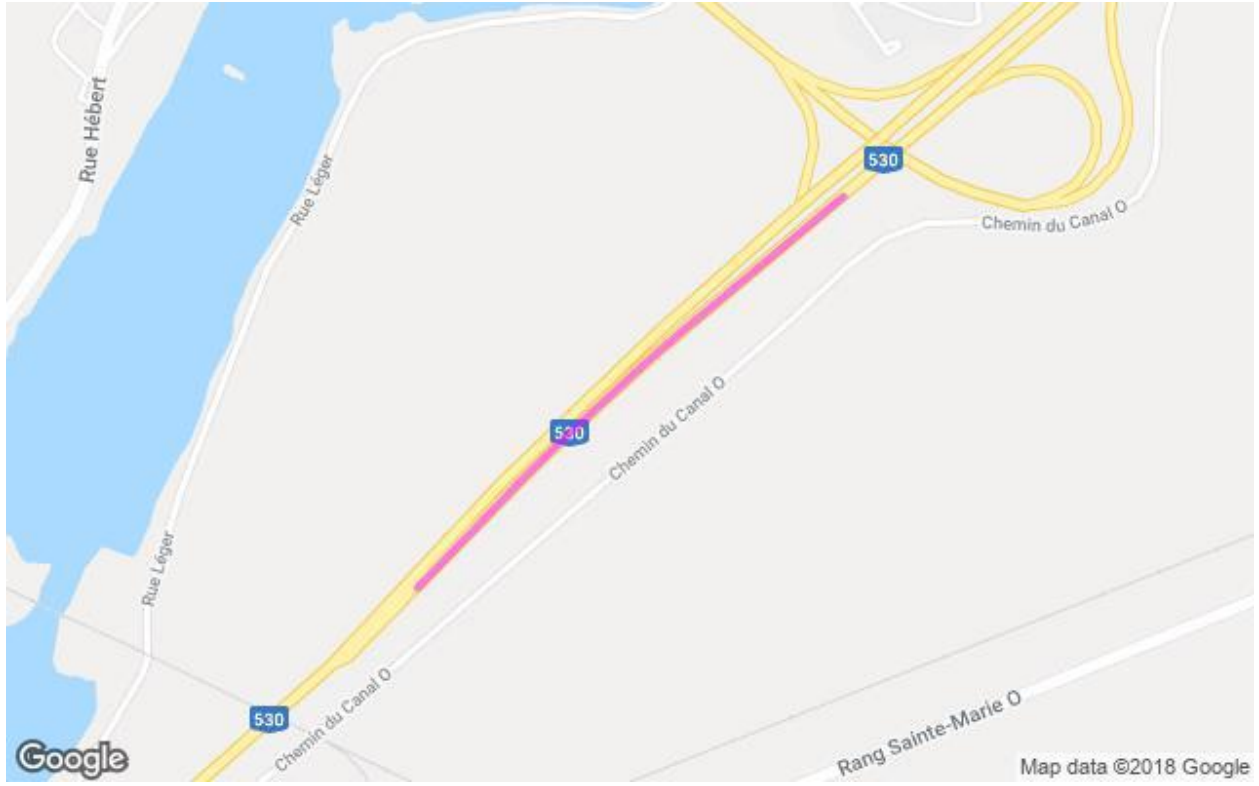 Rue Hébert
Rue Léger
530
Chemin du Canal O
530
Chemin du Canal O
Rue Léger
530
Chemin du Canal O
Rang Sainte-Marie O
Google
Map data ©2018 Google